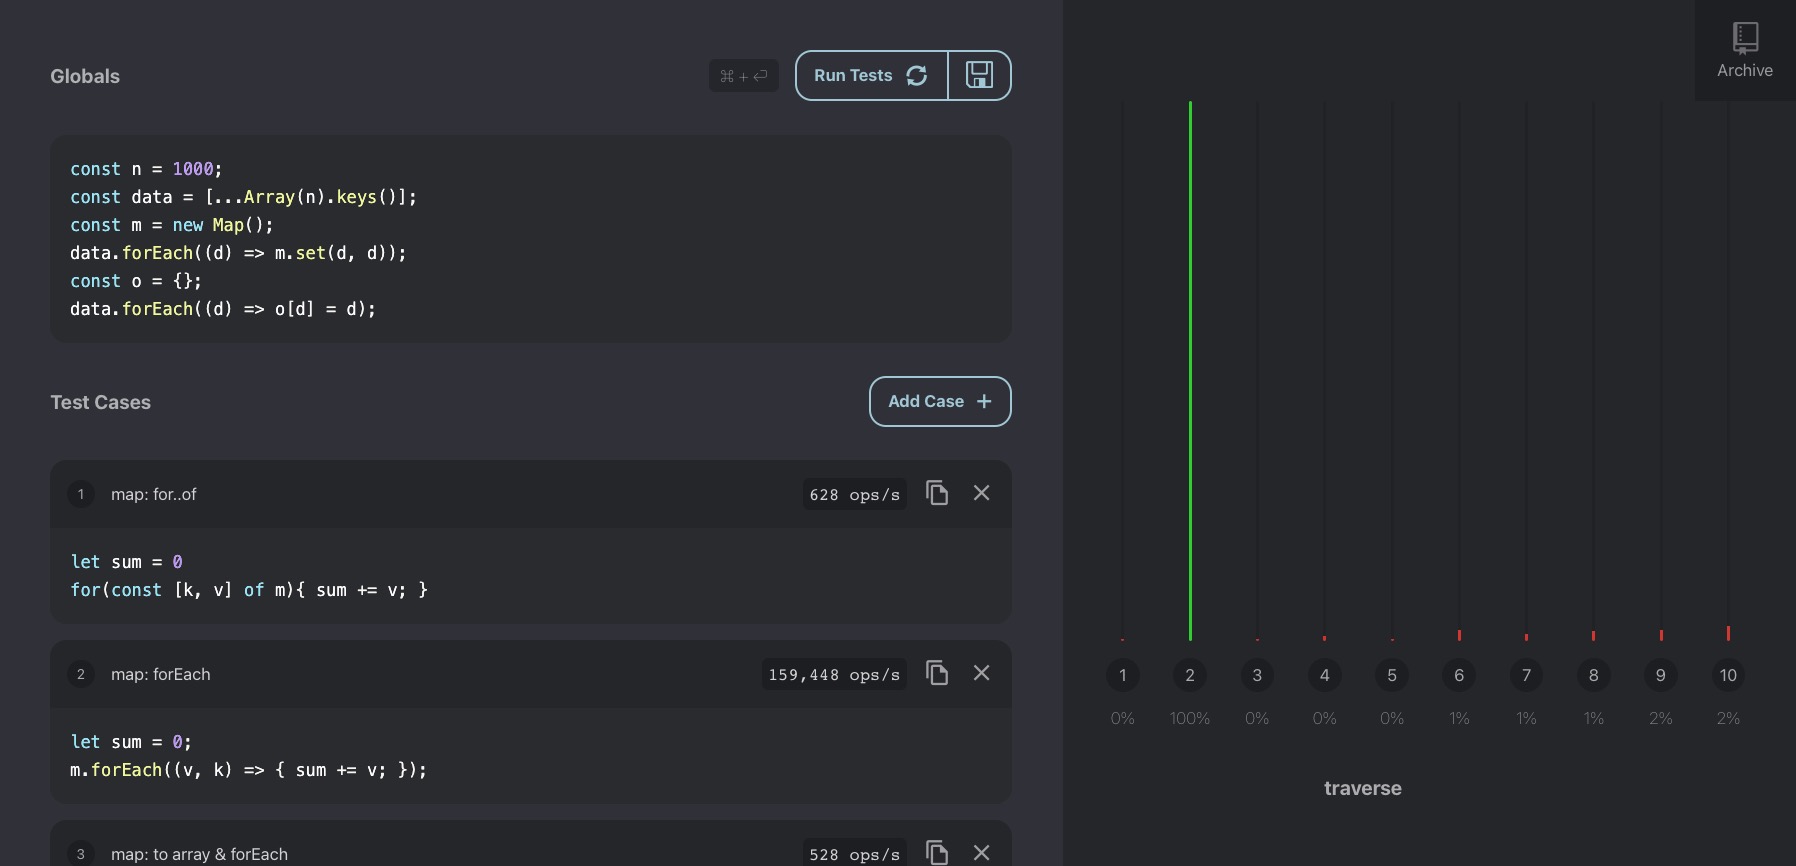 Globals
⌘ + ⏎
Run Tests
const n = 1000;
const data = [...Array(n).keys()];
const m = new Map();
data.forEach((d) => m.set(d, d));
const o = {};
data.forEach((d) => o[d] = d);
Test Cases
Add Case +
1 map: for..of 628 ops/s
let sum = 0
for(const [k, v] of m){ sum += v; }
2 map: forEach 159,448 ops/s
let sum = 0;
m.forEach((v, k) => { sum += v; });
3 map: to array & forEach 528 ops/s
Archive
1 2 3 4 5 6 7 8 9 10
0% 100% 0% 0% 0% 1% 1% 1% 2% 2%
traverse